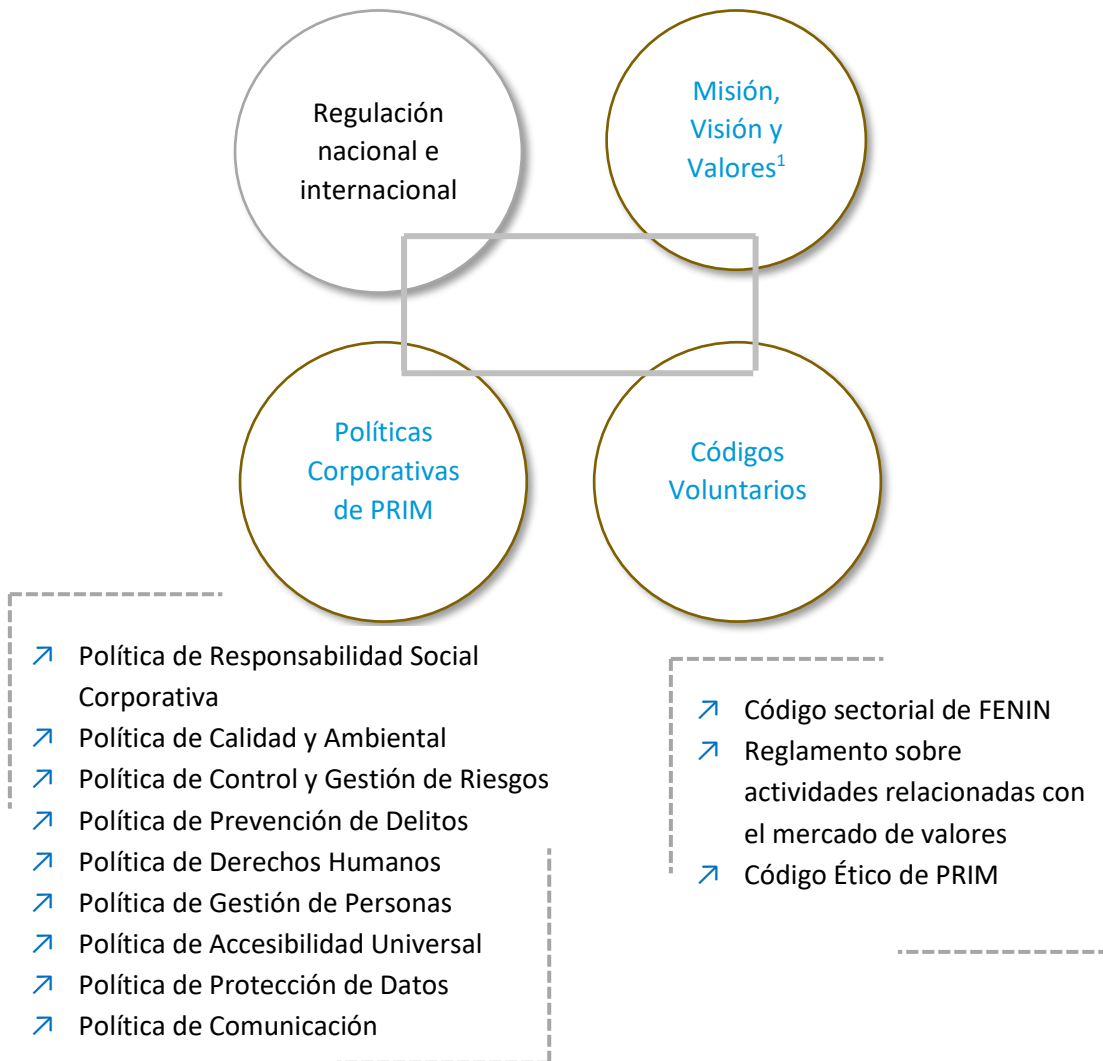 Regulación
nacional e
internacional
Misión,
Visión y
Valores¹
Políticas
Corporativas
de PRIM
Códigos
Voluntarios
Política de Responsabilidad Social
Corporativa
Política de Calidad y Ambiental
Política de Control y Gestión de Riesgos
Política de Prevención de Delitos
Política de Derechos Humanos
Política de Gestión de Personas
Política de Accesibilidad Universal
Política de Protección de Datos
Política de Comunicación
Código sectorial de FENIN
Reglamento sobre
actividades relacionadas con
el mercado de valores
Código Ético de PRIM